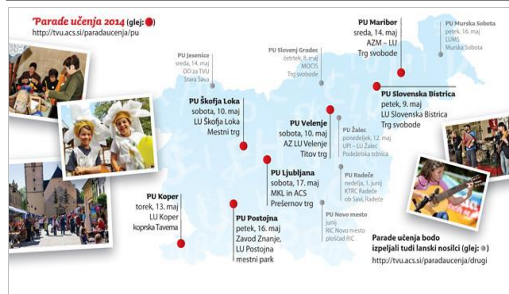 Parade učenja 2014 (glej: )
http://tvu.acs.si/paradaucenja/pu
PU Jesenice
sreda, 14. maj
OO za TVU
Stara Sava
PU Slovenj Gradec
četrtek, 8. maj
MOCIS
Trg svobode
PU Maribor
sreda, 14. maj
AZM – LU
Trg svobode
PU Murska Sobota
petek, 16. maj
LUMS
Murska Sobota
PU Škofja Loka
sobota, 10. maj
LU Škofja Loka
Mestni trg
PU Velenje
sobota, 10. maj
AZ LU Velenje
Titov trg
PU Slovenska Bistrica
petek, 9. maj
LU Slovenska Bistrica
Trg svobode
PU Žalec
ponedeljek, 12. maj
UPI – LU Žalec
PU Ljubljana
sobota, 17. maj
MKL in ACS
Prešernov trg
PU Radeče
nedelja, 1. junij
KTRC Radeče
ob Savi, Radeče
PU Koper
torek, 13. maj
LU Koper
koprska Taverna
PU Postojna
petek, 16. maj
Zavod Znanje,
LU Postojna
mestni park
PU Novo mesto
junij
RIC Novo mesto
ploščad RIC
Parade učenja bodo
izpeljali tudi lanski nosilci (glej: )
http://tvu.acs.si/paradaucenja/drugi